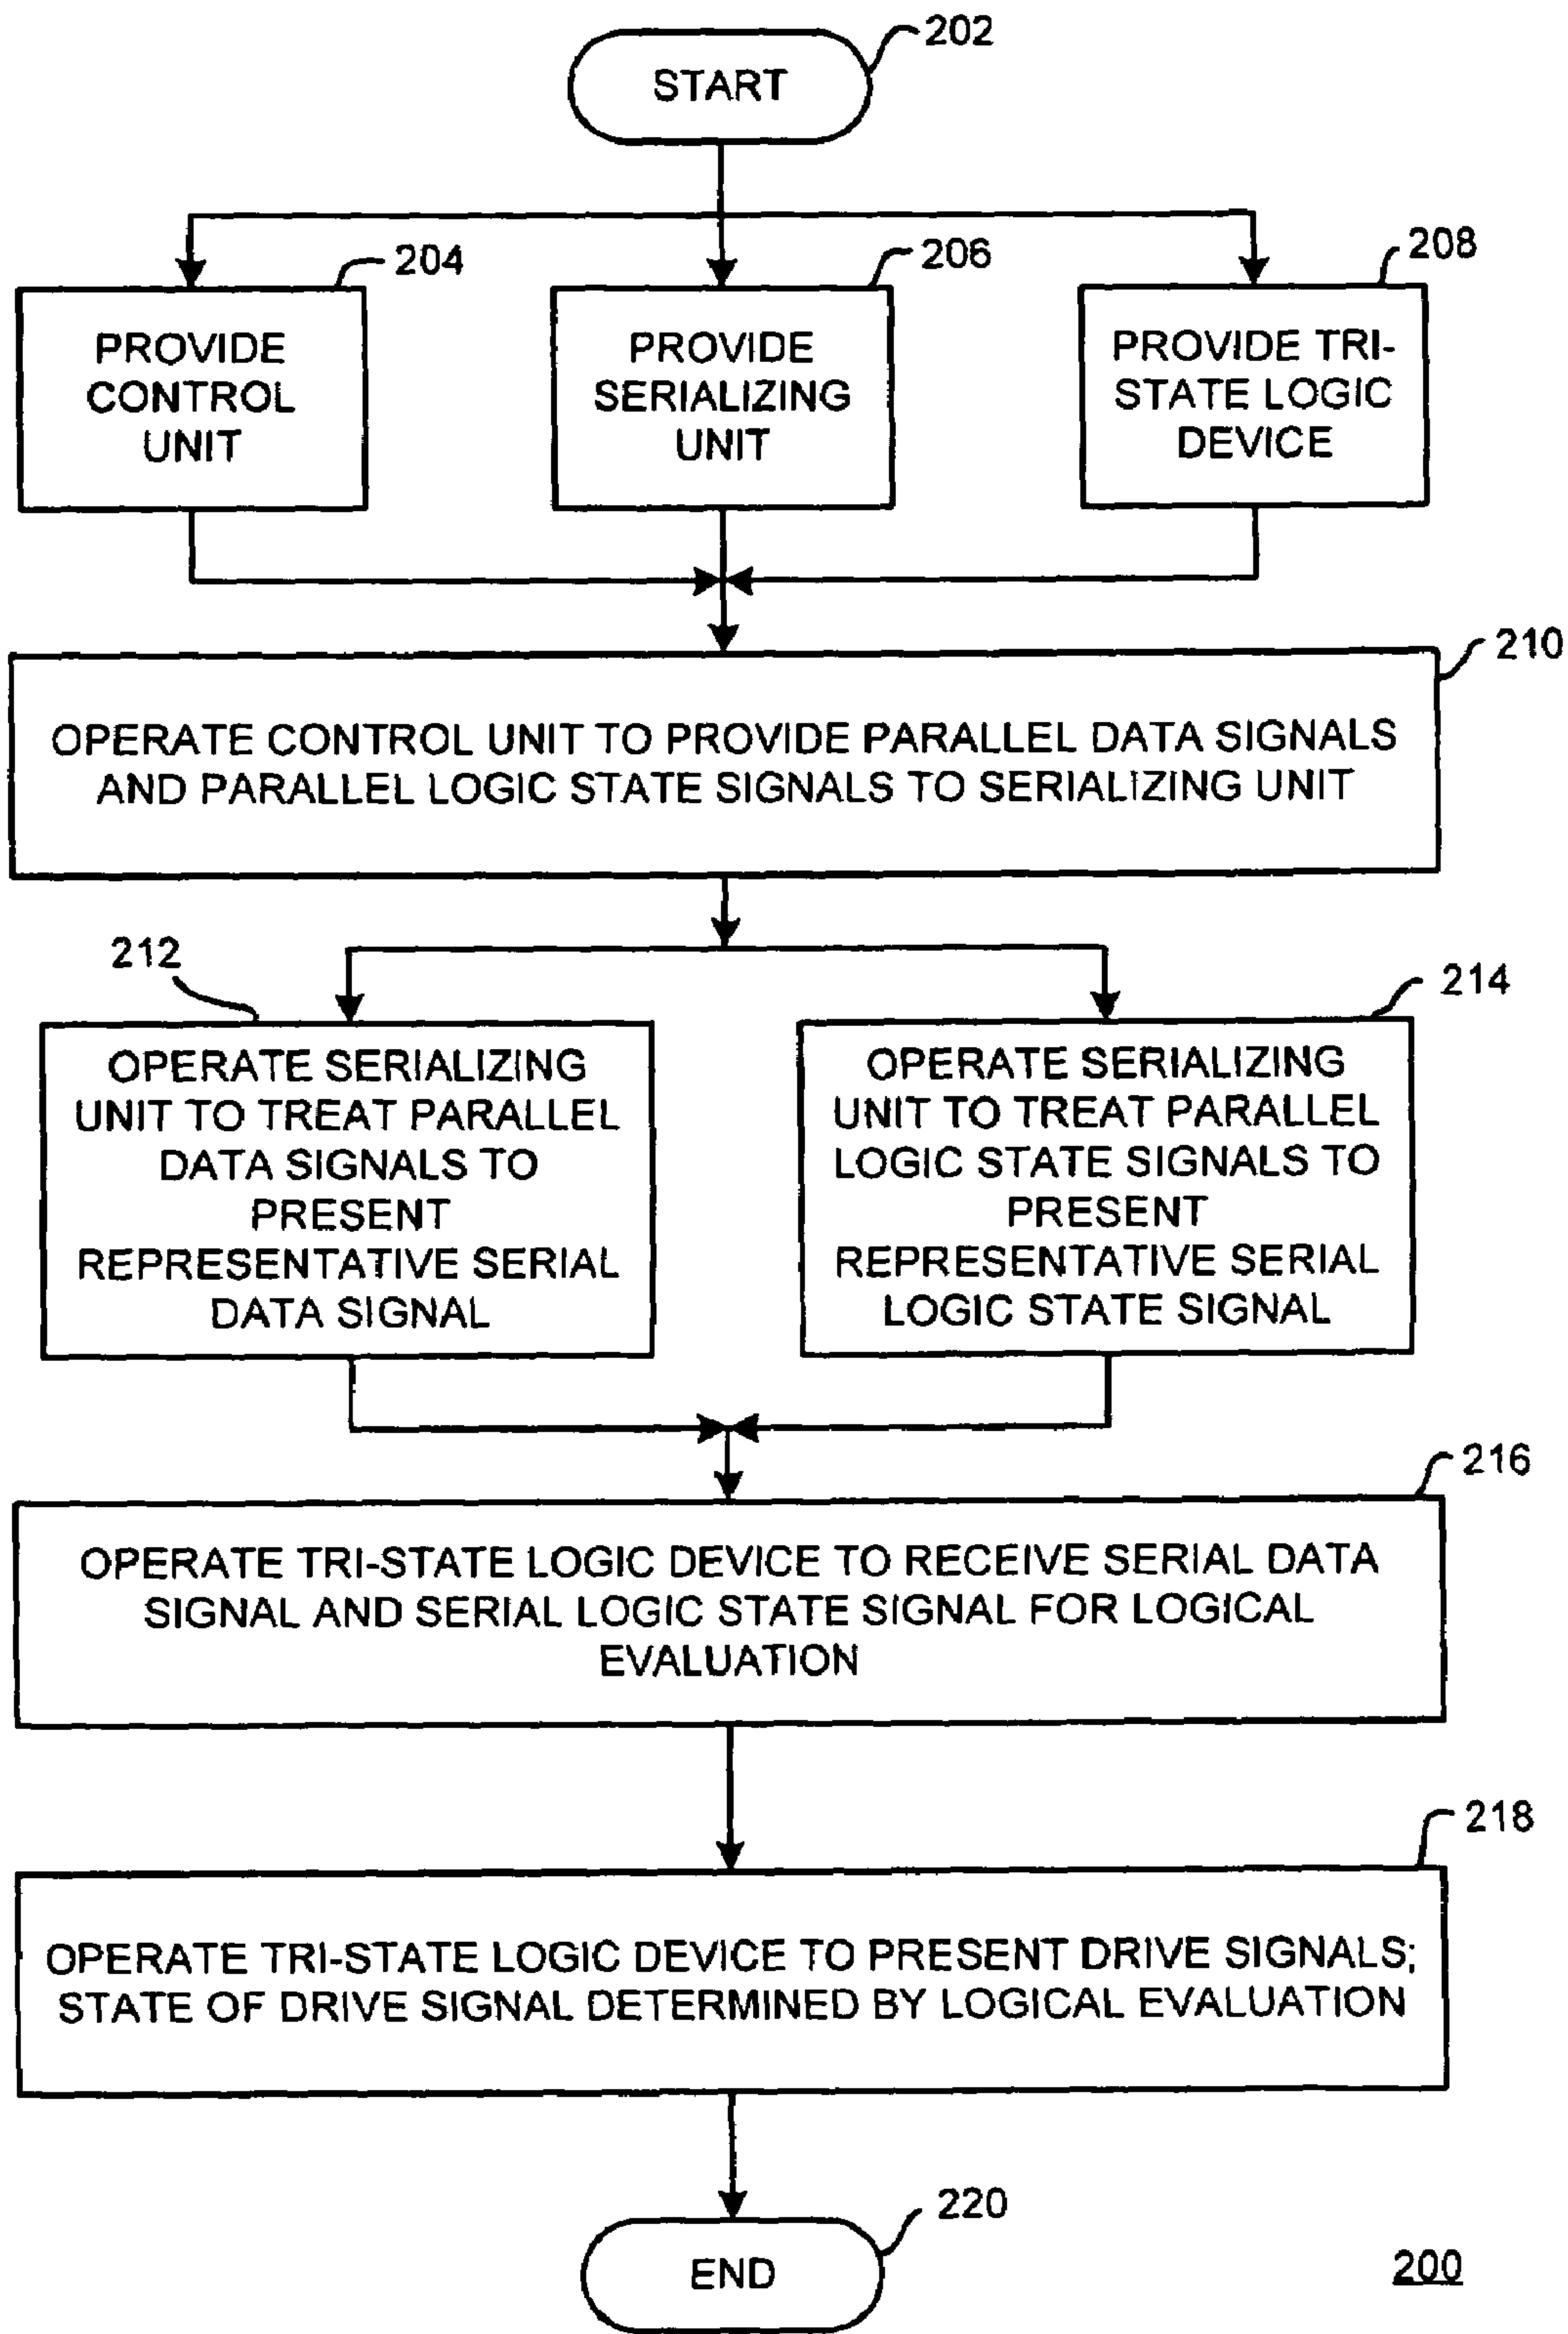 202
START
204
206
208
PROVIDE
CONTROL
UNIT
PROVIDE
SERIALIZING
UNIT
PROVIDE TRI-
STATE LOGIC
DEVICE
210
OPERATE CONTROL UNIT TO PROVIDE PARALLEL DATA SIGNALS
AND PARALLEL LOGIC STATE SIGNALS TO SERIALIZING UNIT
212
214
OPERATE SERIALIZING
UNIT TO TREAT PARALLEL
DATA SIGNALS TO
PRESENT
REPRESENTATIVE SERIAL
DATA SIGNAL
OPERATE SERIALIZING
UNIT TO TREAT PARALLEL
LOGIC STATE SIGNALS TO
PRESENT
REPRESENTATIVE SERIAL
LOGIC STATE SIGNAL
216
OPERATE TRI-STATE LOGIC DEVICE TO RECEIVE SERIAL DATA
SIGNAL AND SERIAL LOGIC STATE SIGNAL FOR LOGICAL
EVALUATION
218
OPERATE TRI-STATE LOGIC DEVICE TO PRESENT DRIVE SIGNALS;
STATE OF DRIVE SIGNAL DETERMINED BY LOGICAL EVALUATION
220
END
200